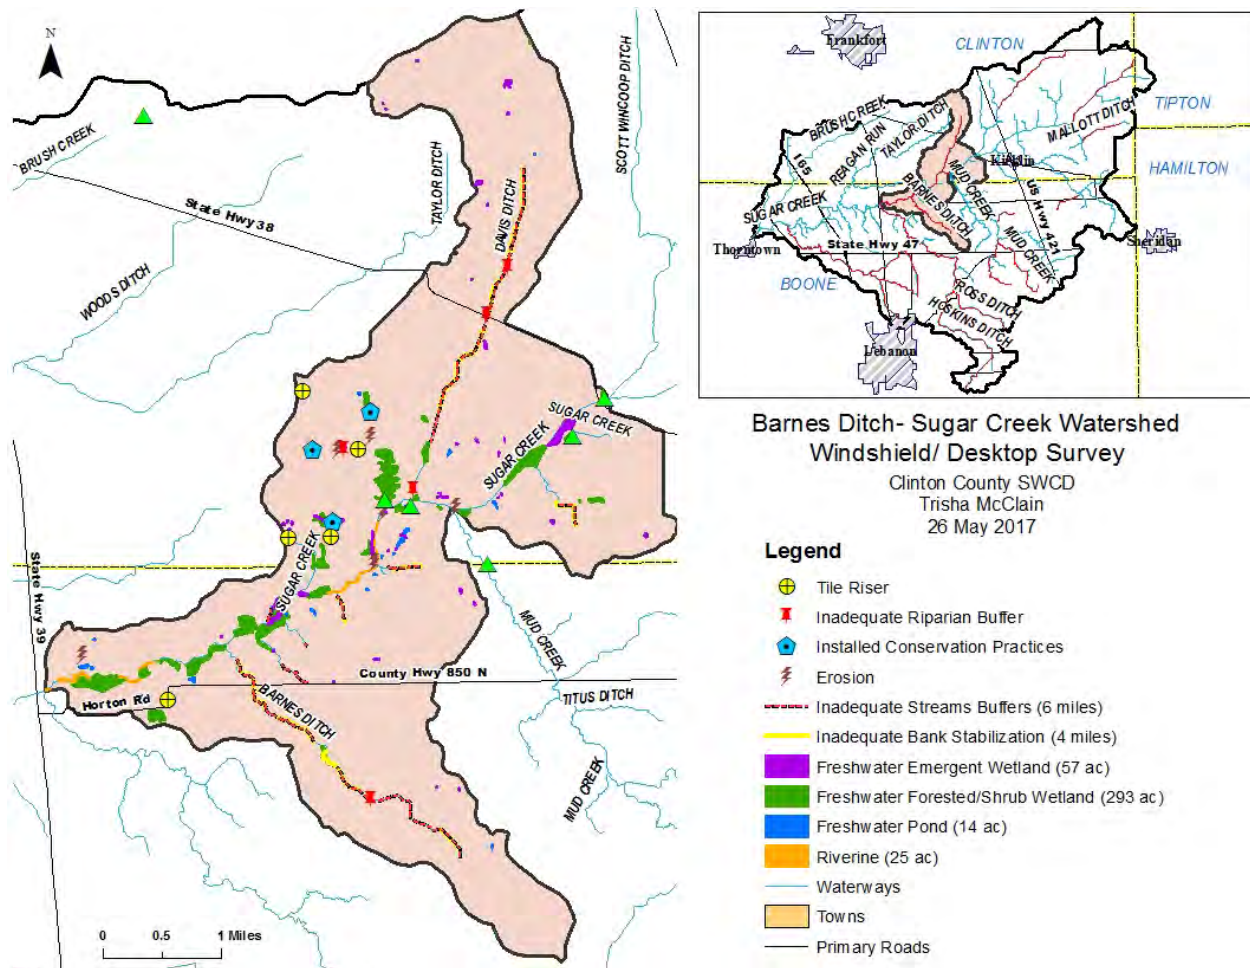 N
BRUSH CREEK
State Hwy 38
TAYLOR DITCH
SCOTT WINCOOP DITCH
WOODS DITCH
DAVIS DITCH
SUGAR CREEK
SUGAR CREEK
SUGAR CREEK
State Hwy 39
MUD CREEK
County Hwy 850 N
Horton Rd
TITUS DITCH
BARNES DITCH
MUD CREEK
0 0.5 1 Miles
Frankfort
CLINTON
BRUSH CREEK
REAGAN RUN
TAYLOR DITCH
MALLOTT DITCH
TIPTON
I 65
Kirklin
HAMILTON
MUD CREEK
BARNES DITCH
US Hwy 421
SUGAR CREEK
Thorntown
State Hwy 47
MUD CREEK
Sheridan
BOONE
ROSS DITCH
HOSKINS DITCH
Lebanon
Barnes Ditch- Sugar Creek Watershed
Windshield/ Desktop Survey
Clinton County SWCD
Trisha McClain
26 May 2017
Legend
Tile Riser
Inadequate Riparian Buffer
Installed Conservation Practices
Erosion
Inadequate Streams Buffers (6 miles)
Inadequate Bank Stabilization (4 miles)
Freshwater Emergent Wetland (57 ac)
Freshwater Forested/Shrub Wetland (293 ac)
Freshwater Pond (14 ac)
Riverine (25 ac)
Waterways
Towns
Primary Roads